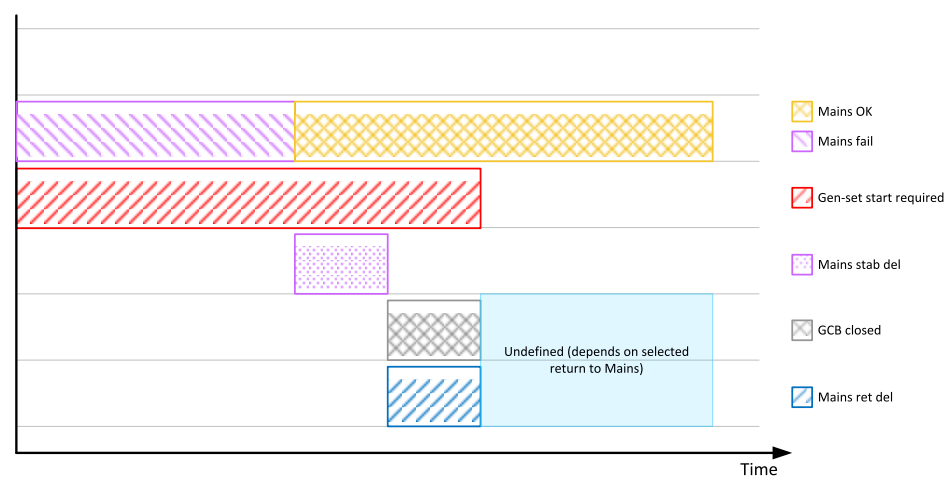 Mains OK
Mains fail
Gen-set start required
Mains stab del
GCB closed
Undefined (depends on selected
return to Mains)
Mains ret del
Time